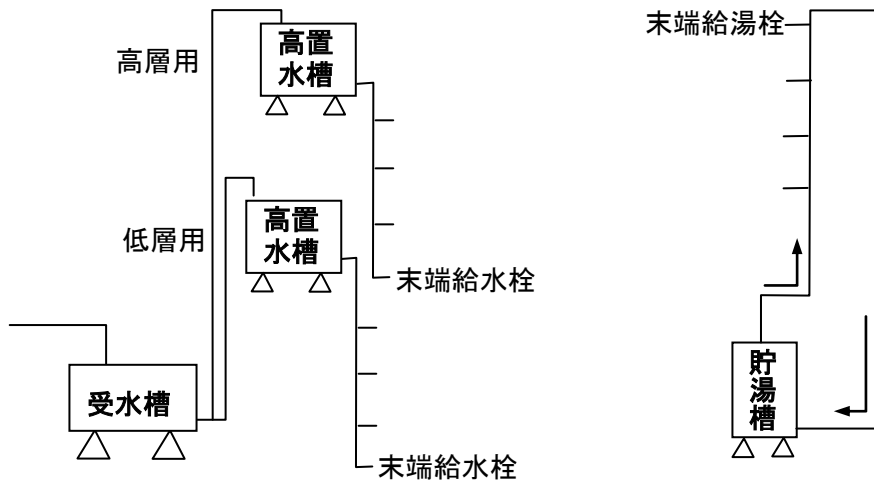 高層用
高置
水槽
低層用
高置
水槽
末端給水栓
受水槽
末端給水栓
末端給湯栓
貯
湯
槽